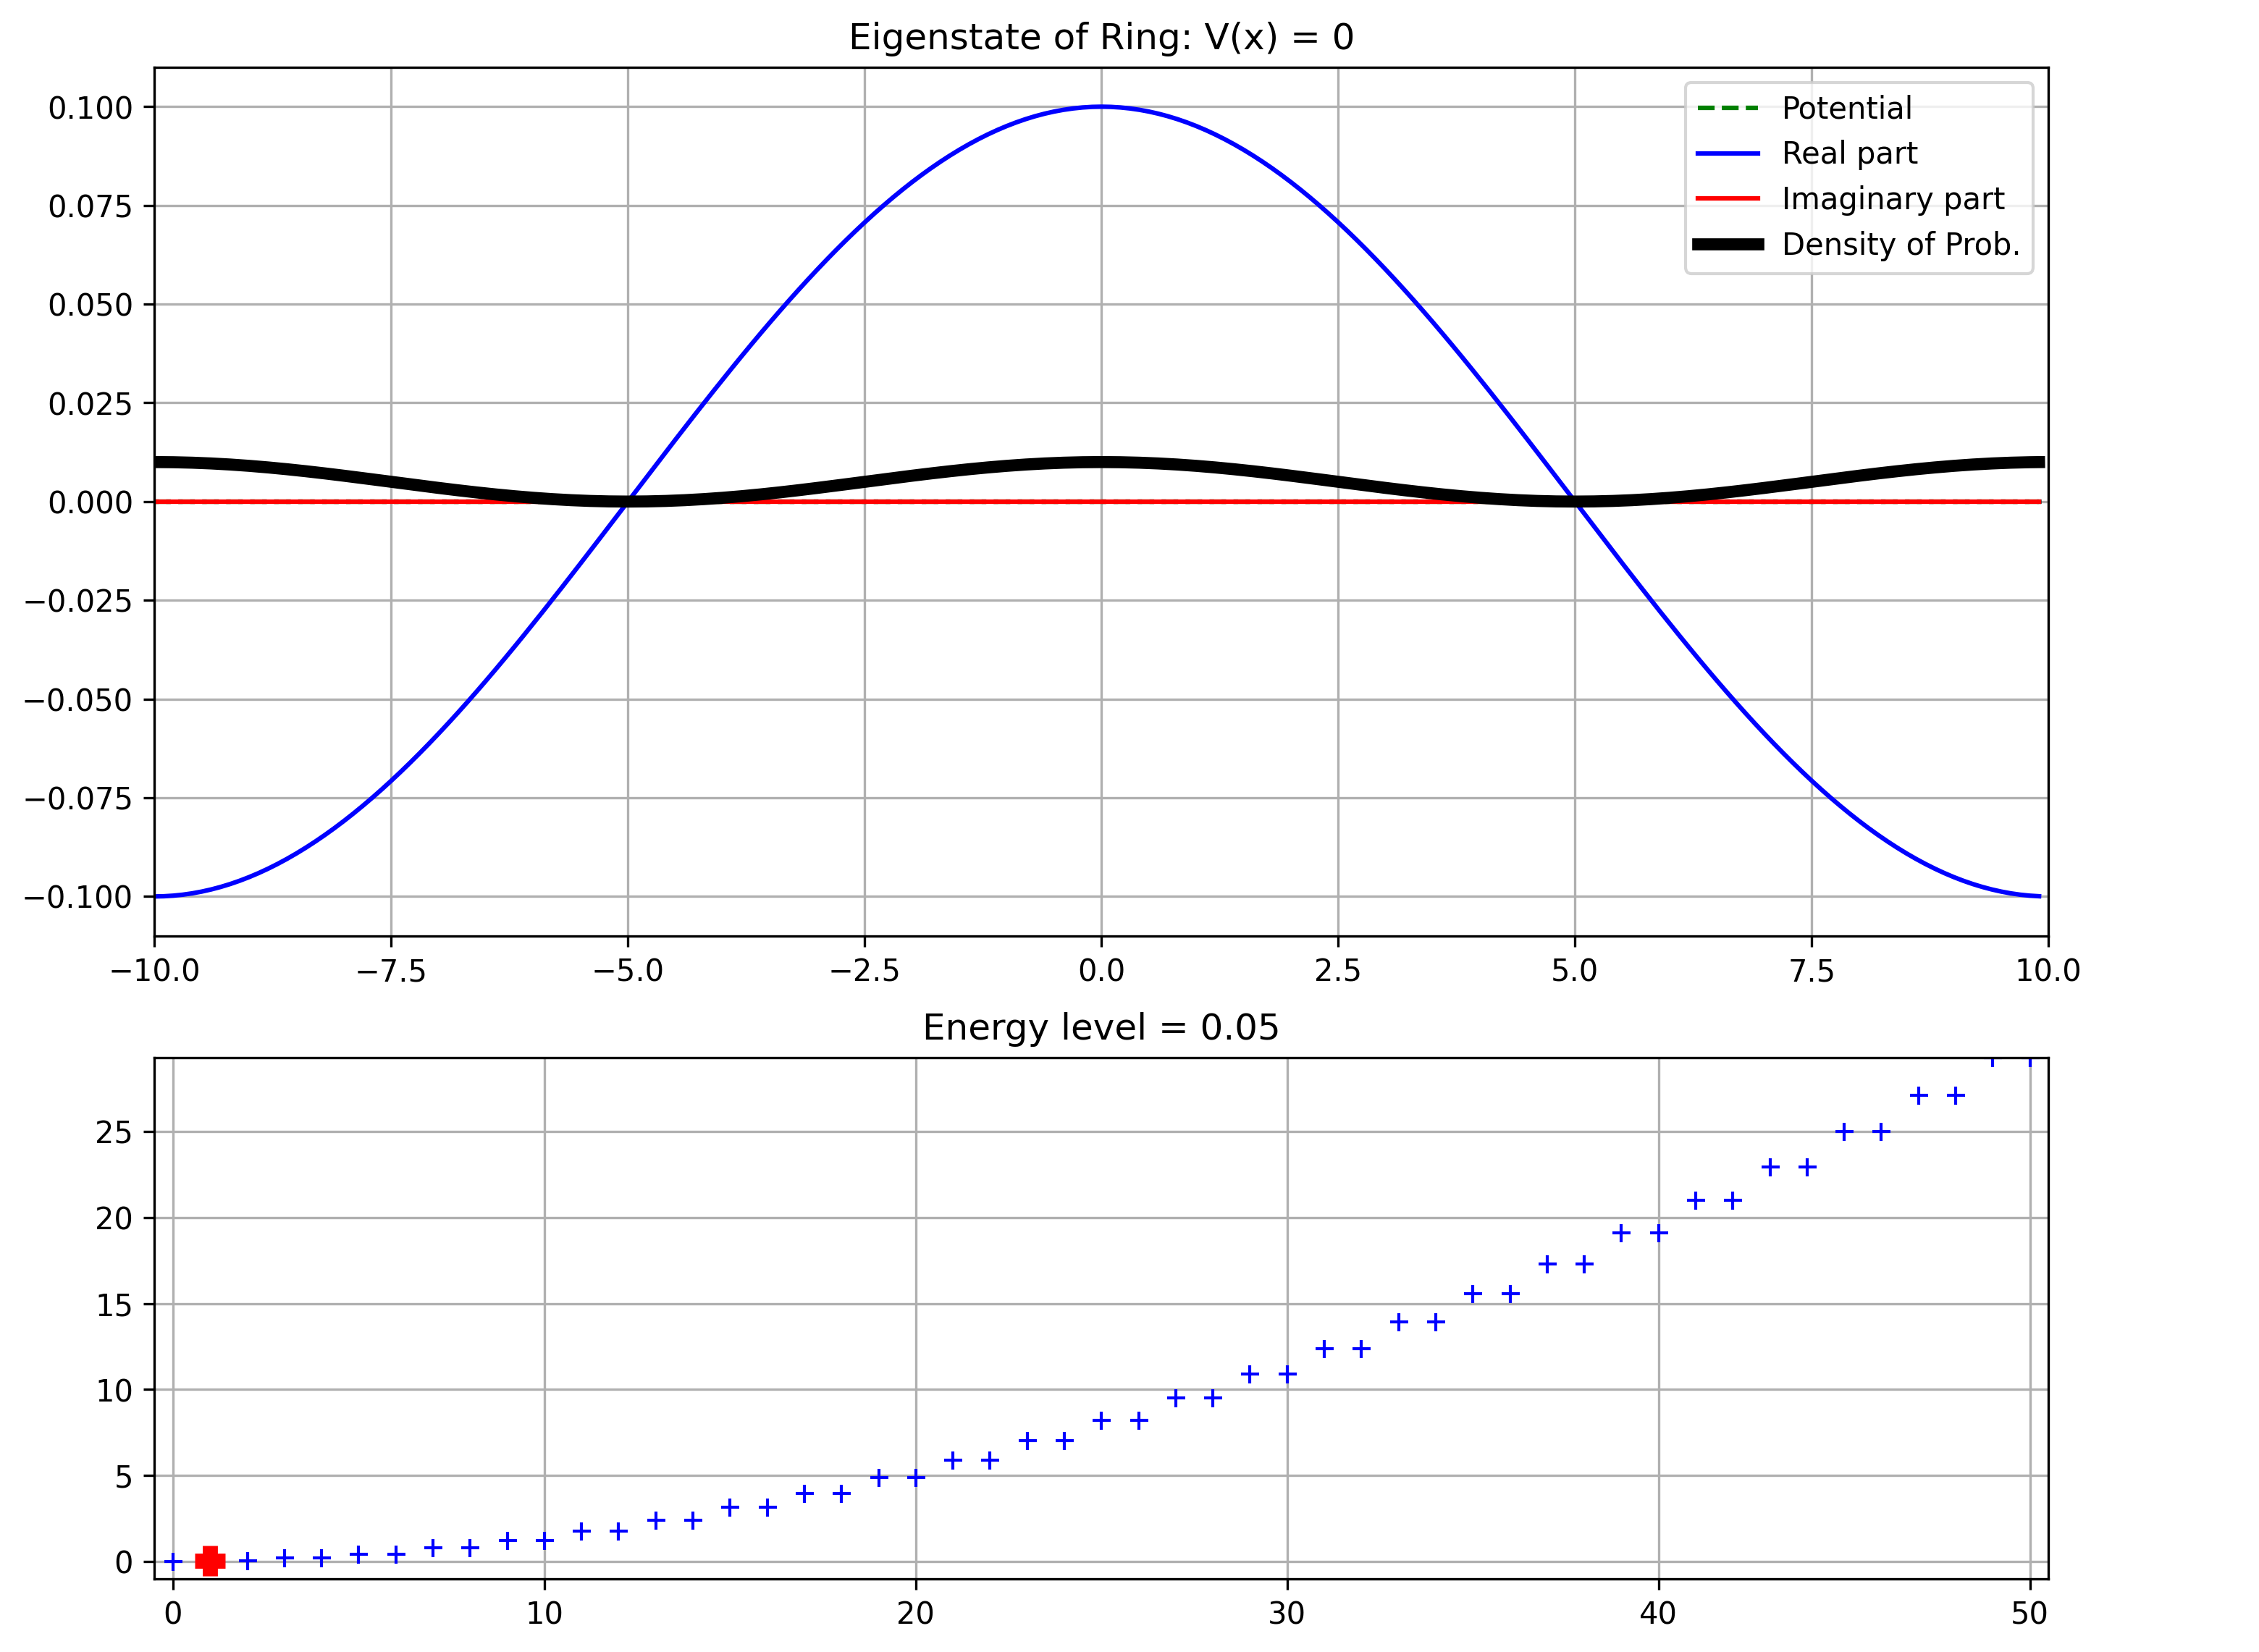 Eigenstate of Ring: V(x) = 0
0.100
0.075
0.050
0.025
0.000
−0.025
−0.050
−0.075
−0.100
Potential
Real part
Imaginary part
Density of Prob.
−10.0 −7.5 −5.0 −2.5 0.0 2.5 5.0 7.5 10.0
Energy level = 0.05
25
20
15
10
5
0
0 10 20 30 40 50